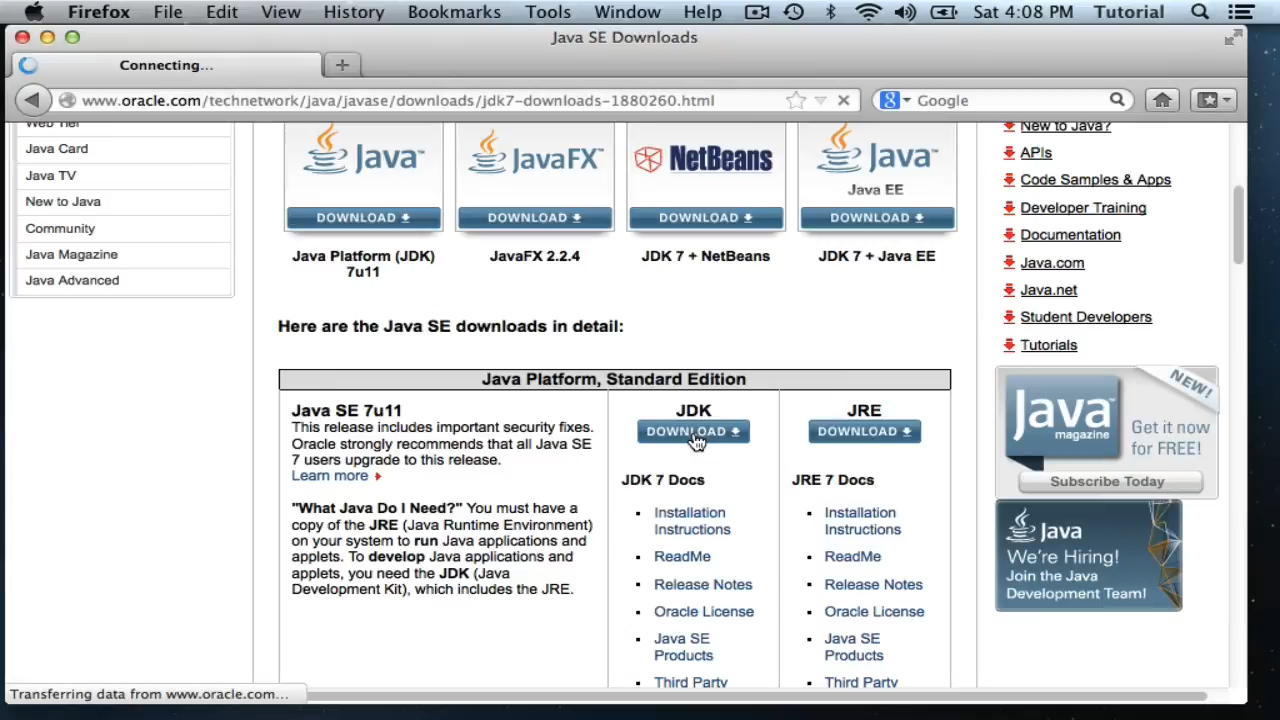 Firefox File Edit View History Bookmarks Tools Window Help Sat 4:08 PM Tutorial
Java SE Downloads
Connecting...
www.oracle.com/technetwork/java/javase/downloads/jdk7-downloads-1880260.html
Google
Web Tier
Java Card
Java TV
New to Java
Community
Java Magazine
Java Advanced
Java™
DOWNLOAD
Java Platform (JDK)
7u11
JavaFX™
DOWNLOAD
JavaFX 2.2.4
NetBeans
DOWNLOAD
JDK 7 + NetBeans
Java™
Java EE
DOWNLOAD
JDK 7 + Java EE
Here are the Java SE downloads in detail:
Java Platform, Standard Edition
Java SE 7u11
This release includes important security fixes.
Oracle strongly recommends that all Java SE
7 users upgrade to this release.
Learn more
"What Java Do I Need?" You must have a
copy of the JRE (Java Runtime Environment)
on your system to run Java applications and
applets. To develop Java applications and
applets, you need the JDK (Java
Development Kit), which includes the JRE.
JDK
DOWNLOAD
JDK 7 Docs
Installation
Instructions
ReadMe
Release Notes
Oracle License
Java SE
Products
Third Party
JRE
DOWNLOAD
JRE 7 Docs
Installation
Instructions
ReadMe
Release Notes
Oracle License
Java SE
Products
Third Party
New to Java?
APIs
Code Samples & Apps
Developer Training
Documentation
Java.com
Java.net
Student Developers
Tutorials
NEW!
Java™
magazine
Get it now
for FREE!
Subscribe Today
Java
We're Hiring!
Join the Java
Development Team!
Transferring data from www.oracle.com...